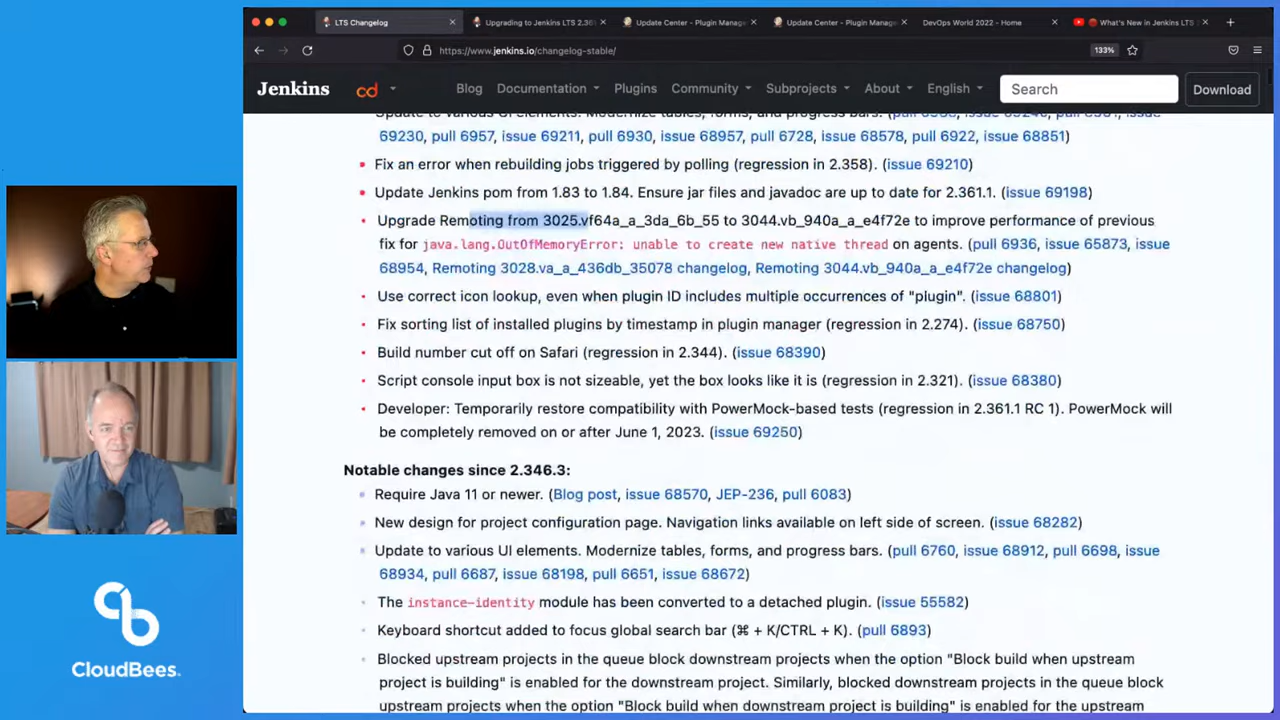 LTS Changelog
Upgrading to Jenkins LTS 2.361
Update Center - Plugin Manage
Update Center - Plugin Manage
DevOps World 2022 - Home
What's New in Jenkins LTS
https://www.jenkins.io/changelog-stable/
133%
Jenkins
cd
Blog
Documentation
Plugins
Community
Subprojects
About
English
Search
Download
69230, pull 6957, issue 69211, pull 6930, issue 68957, pull 6728, issue 68578, pull 6922, issue 68851)
Fix an error when rebuilding jobs triggered by polling (regression in 2.358). (issue 69210)
Update Jenkins pom from 1.83 to 1.84. Ensure jar files and javadoc are up to date for 2.361.1. (issue 69198)
Upgrade Remoting from 3025.vf64a_a_3da_6b_55 to 3044.vb_940a_a_e4f72e to improve performance of previous
fix for java.lang.OutOfMemoryError: unable to create new native thread on agents. (pull 6936, issue 65873, issue
68954, Remoting 3028.va_a_436db_35078 changelog, Remoting 3044.vb_940a_a_e4f72e changelog)
Use correct icon lookup, even when plugin ID includes multiple occurrences of "plugin". (issue 68801)
Fix sorting list of installed plugins by timestamp in plugin manager (regression in 2.274). (issue 68750)
Build number cut off on Safari (regression in 2.344). (issue 68390)
Script console input box is not sizeable, yet the box looks like it is (regression in 2.321). (issue 68380)
Developer: Temporarily restore compatibility with PowerMock-based tests (regression in 2.361.1 RC 1). PowerMock will
be completely removed on or after June 1, 2023. (issue 69250)
Notable changes since 2.346.3:
Require Java 11 or newer. (Blog post, issue 68570, JEP-236, pull 6083)
New design for project configuration page. Navigation links available on left side of screen. (issue 68282)
Update to various UI elements. Modernize tables, forms, and progress bars. (pull 6760, issue 68912, pull 6698, issue
68934, pull 6687, issue 68198, pull 6651, issue 68672)
The instance-identity module has been converted to a detached plugin. (issue 55582)
Keyboard shortcut added to focus global search bar (⌘ + K/CTRL + K). (pull 6893)
Blocked upstream projects in the queue block downstream projects when the option "Block build when upstream
project is building" is enabled for the downstream project. Similarly, blocked downstream projects in the queue block
upstream projects when the option "Block build when downstream project is building" is enabled for the upstream
CloudBees.